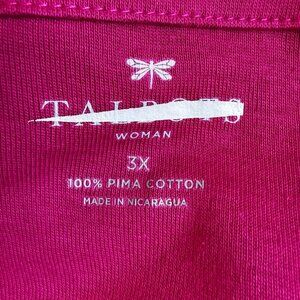 TALBOTS
WOMAN
3X
100% PIMA COTTON
MADE IN NICARAGUA